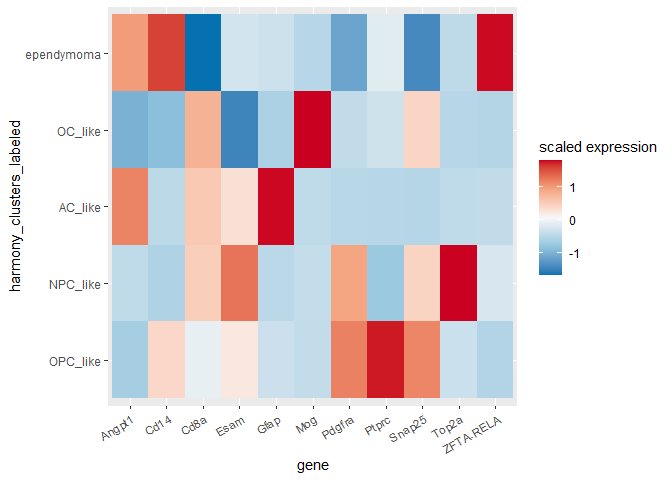 harmony_clusters_labeled
ependymoma
OC_like
AC_like
NPC_like
OPC_like
Angpt1
Cd14
Cd8a
Esam
Gfap
Mog
Pdgfra
Ptprc
Snap25
Top2a
ZFTA.RELA
gene
scaled expression
1
0
-1